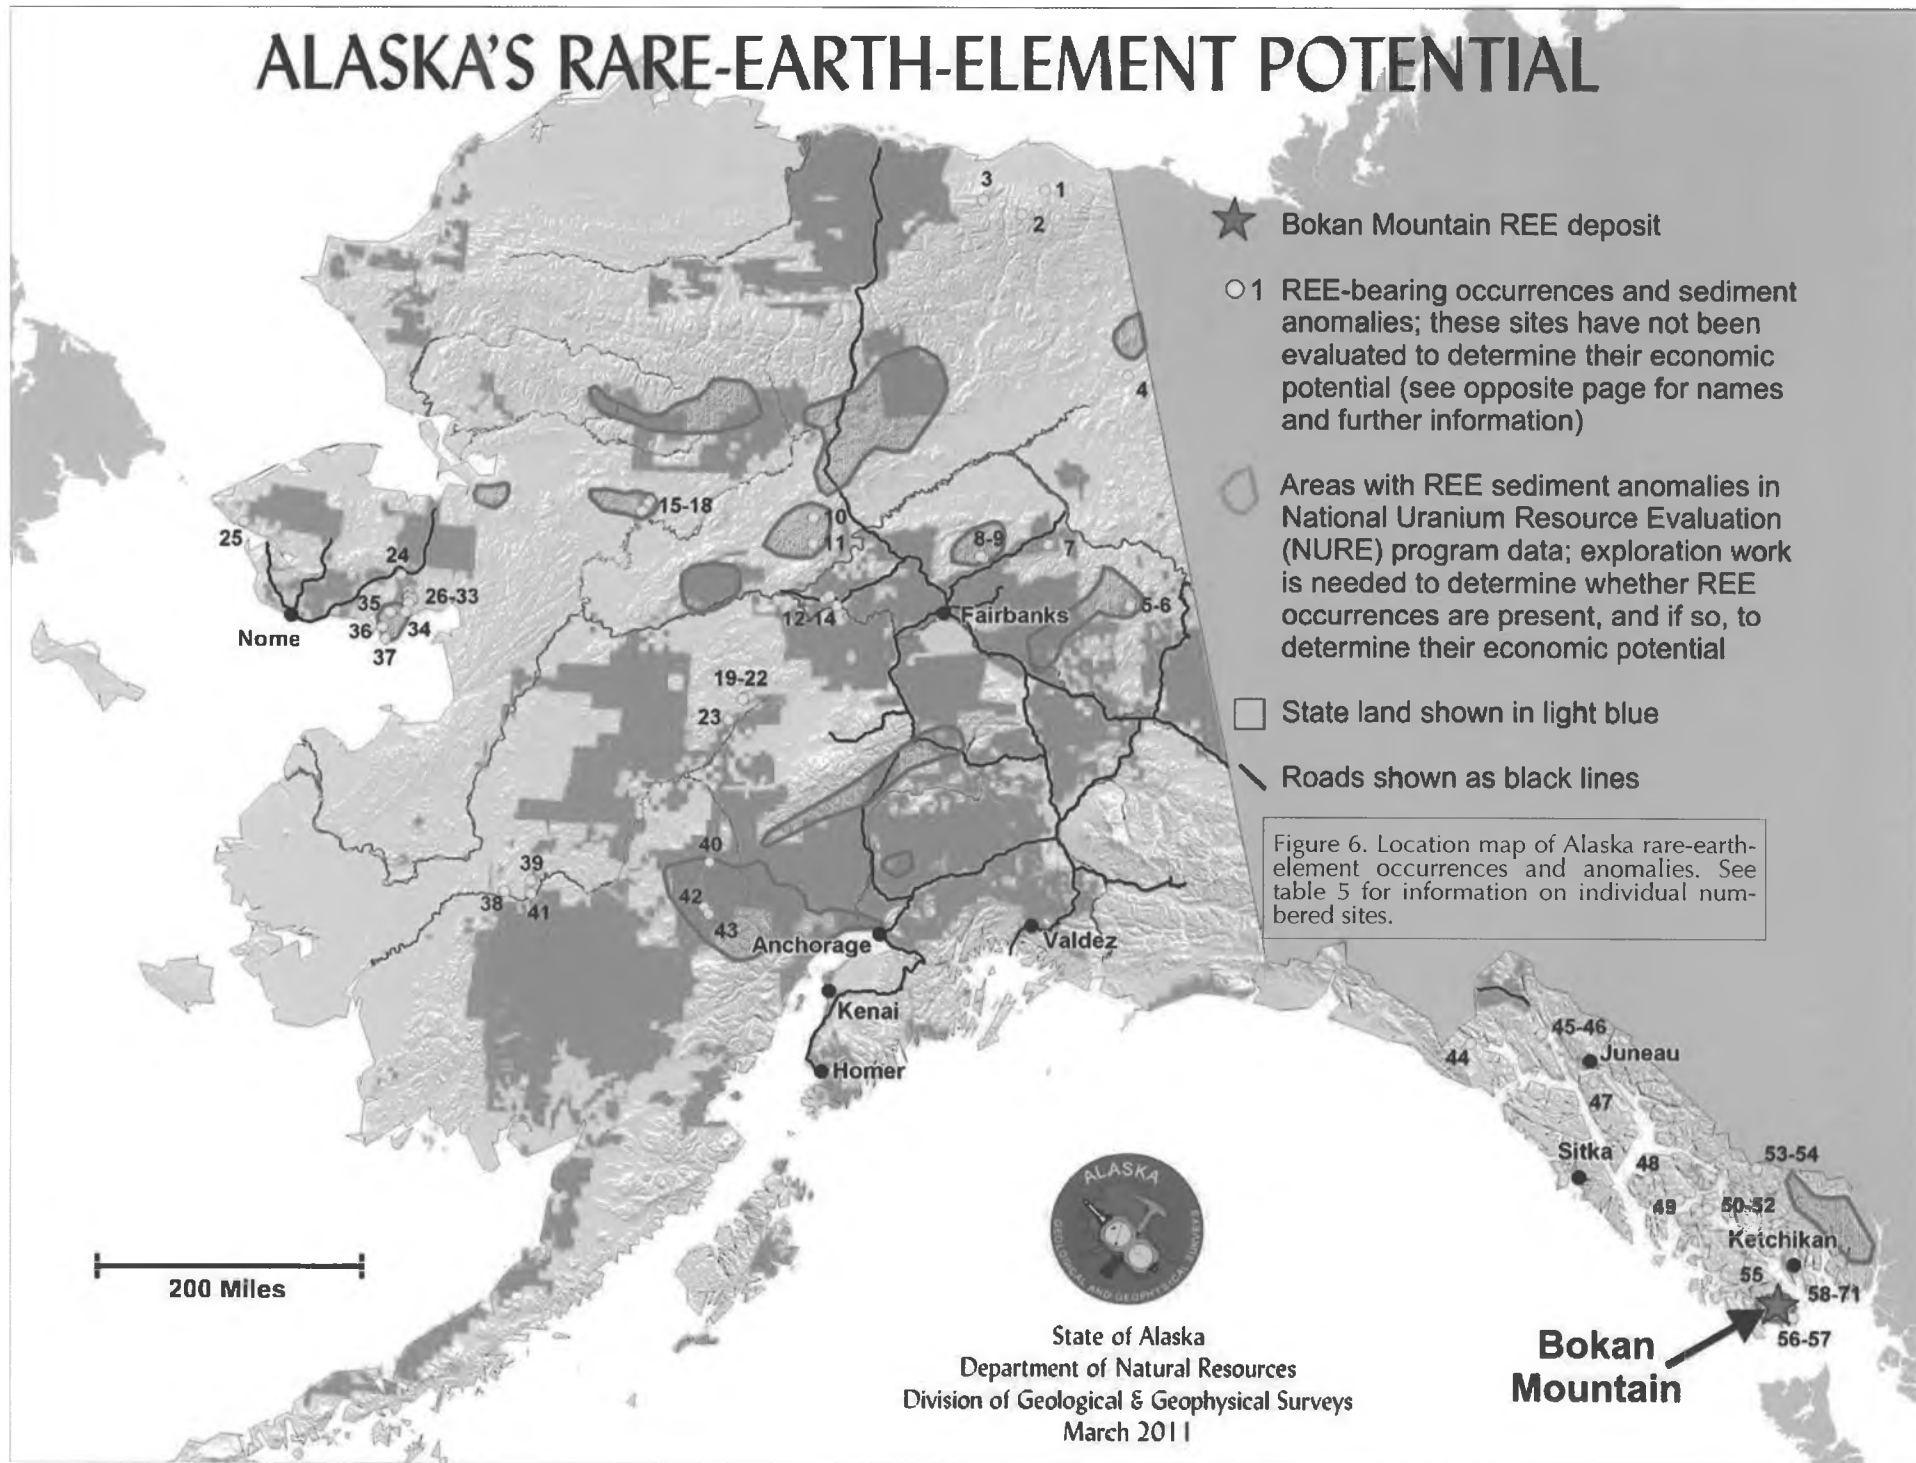 ALASKA'S RARE-EARTH-ELEMENT POTENTIAL
3
1
2
4
Bokan Mountain REE deposit
1 REE-bearing occurrences and sediment
anomalies; these sites have not been
evaluated to determine their economic
potential (see opposite page for names
and further information)
Areas with REE sediment anomalies in
National Uranium Resource Evaluation
(NURE) program data; exploration work
is needed to determine whether REE
occurrences are present, and if so, to
determine their economic potential
State land shown in light blue
Roads shown as black lines
Figure 6. Location map of Alaska rare-earth-
element occurrences and anomalies. See
table 5 for information on individual num-
bered sites.
15-18
10
11
8-9
7
25
24
26-33
35
34
36
37
Nome
12-14
Fairbanks
5-6
19-22
23
40
39
38
41
42
43
Anchorage
Valdez
Kenai
Homer
45-46
44
Juneau
47
Sitka
48
53-54
49
50-52
Ketchikan
55
58-71
56-57
Bokan
Mountain
200 Miles
ALASKA
GEOLOGICAL AND GEOPHYSICAL SURVEYS
State of Alaska
Department of Natural Resources
Division of Geological & Geophysical Surveys
March 2011